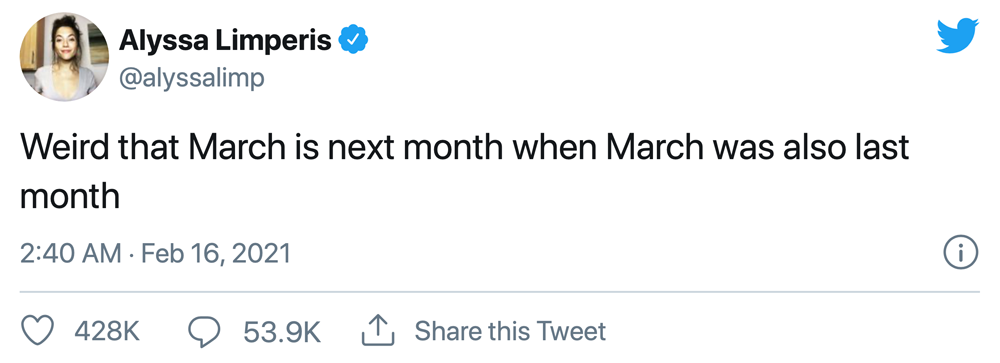 Alyssa Limperis
@alyssalimp
Weird that March is next month when March was also last
month
2:40 AM · Feb 16, 2021
428K 53.9K Share this Tweet